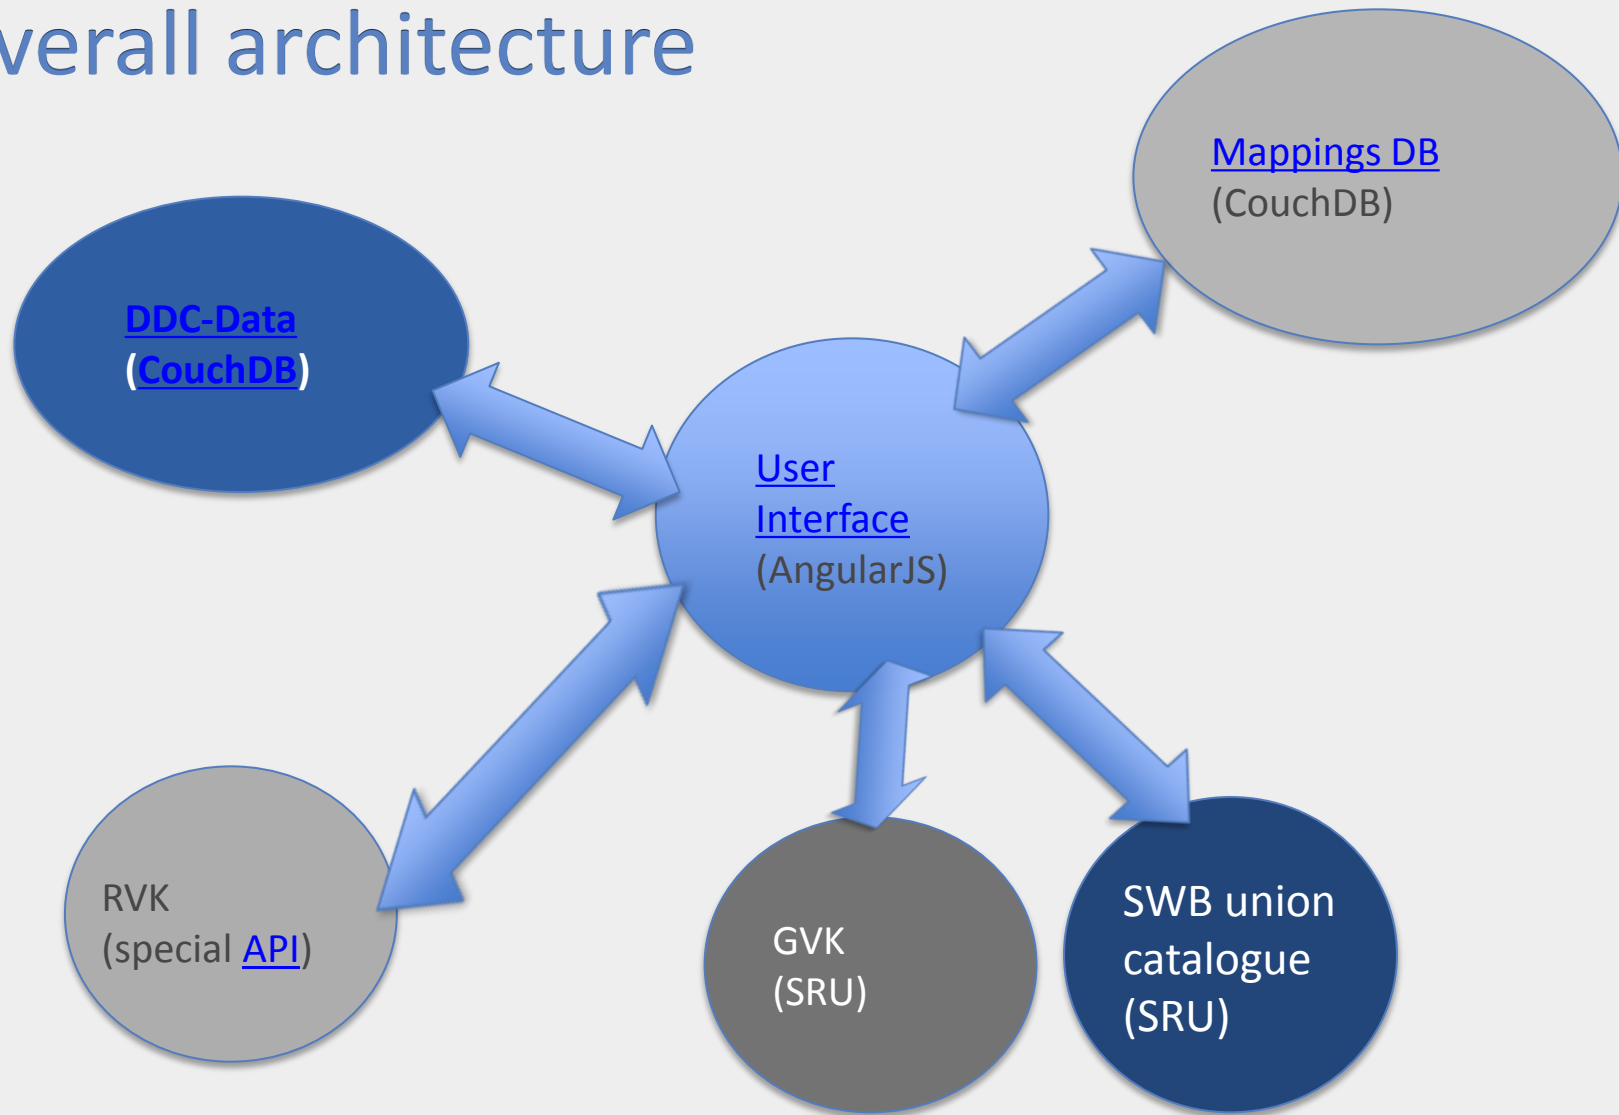 verall architecture
Mappings DB
(CouchDB)
DDC-Data
(CouchDB)
User
Interface
(AngularJS)
RVK
(special API)
GVK
(SRU)
SWB union
catalogue
(SRU)